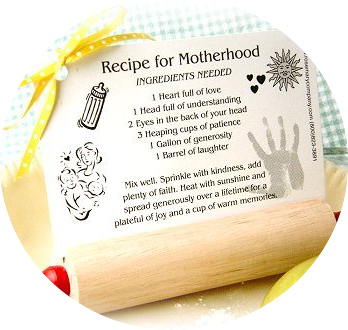 Recipe for Motherhood
INGREDIENTS NEEDED
1 Heart full of love
1 Head full of understanding
2 Eyes in the back of your head
3 Heaping cups of patience
1 Gallon of generosity
1 Barrel of laughter
Mix well. Sprinkle with kindness, add
plenty of faith. Heat with sunshine and
spread generously over a lifetime for a
plateful of joy and a cup of warm memories.